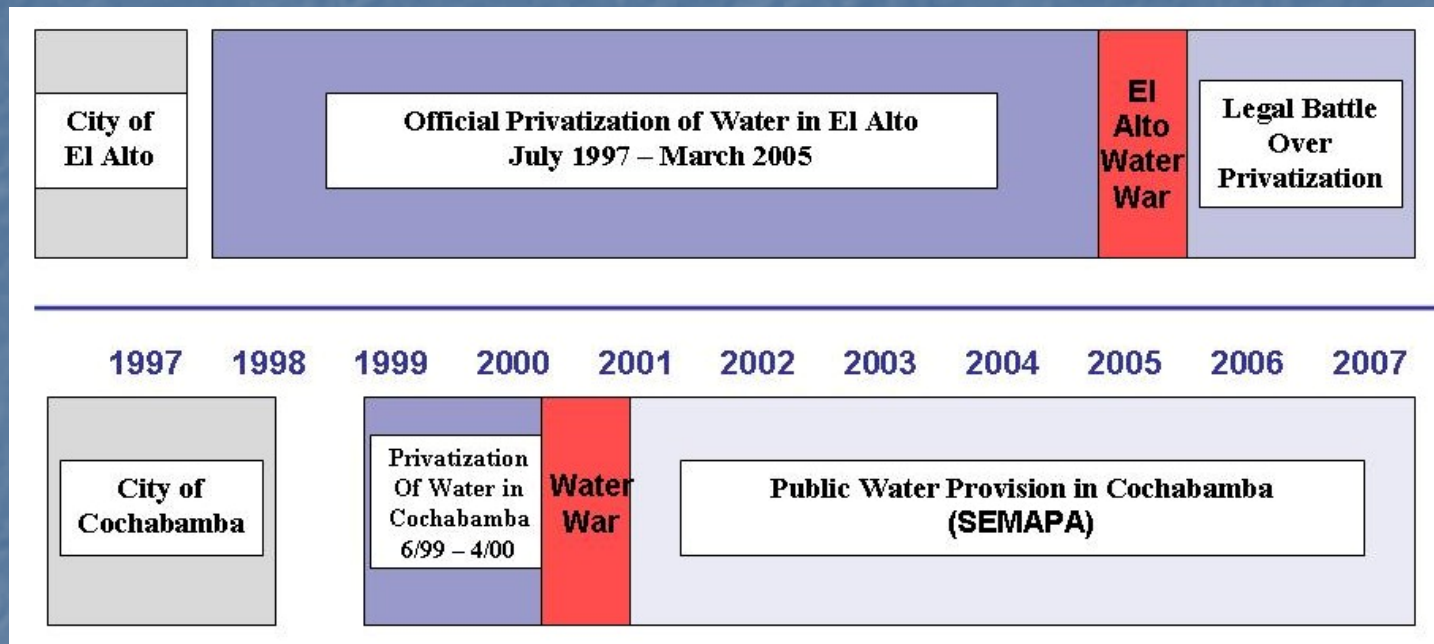 City of
El Alto
Official Privatization of Water in El Alto
July 1997 – March 2005
El
Alto
Water
War
Legal Battle
Over
Privatization
1997 1998 1999 2000 2001 2002 2003 2004 2005 2006 2007
City of
Cochabamba
Privatization
Of Water in
Cochabamba
6/99 – 4/00
Water
War
Public Water Provision in Cochabamba
(SEMAPA)